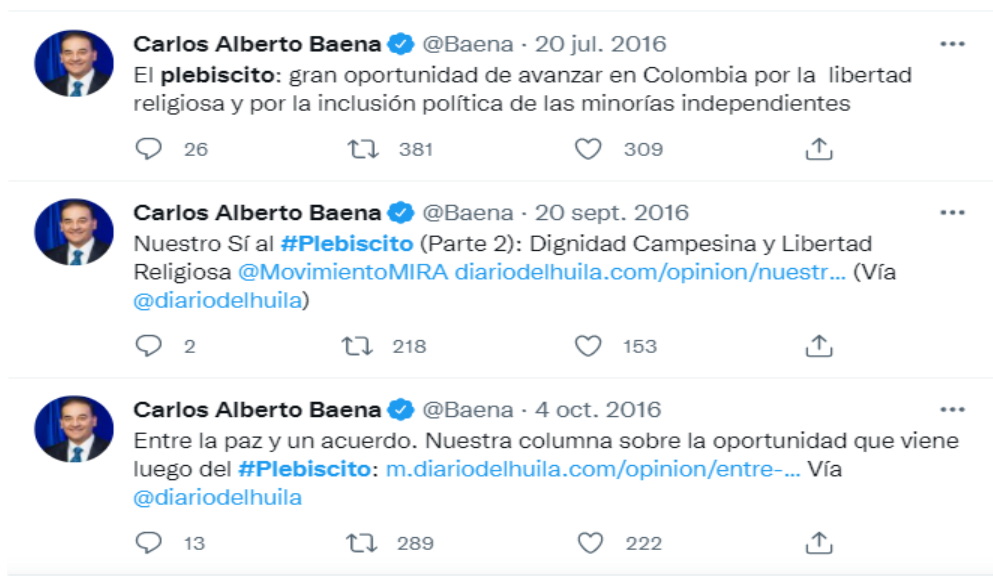 Carlos Alberto Baena @Baena · 20 jul. 2016
El plebiscito: gran oportunidad de avanzar en Colombia por la libertad
religiosa y por la inclusión política de las minorías independientes
26 381 309
Carlos Alberto Baena @Baena · 20 sept. 2016
Nuestro Sí al #Plebiscito (Parte 2): Dignidad Campesina y Libertad
Religiosa @MovimientoMIRA diariodelhuila.com/opinion/nuestr... (Vía
@diariodelhuila)
2 218 153
Carlos Alberto Baena @Baena · 4 oct. 2016
Entre la paz y un acuerdo. Nuestra columna sobre la oportunidad que viene
luego del #Plebiscito: m.diariodelhuila.com/opinion/entre-... Vía
@diariodelhuila
13 289 222